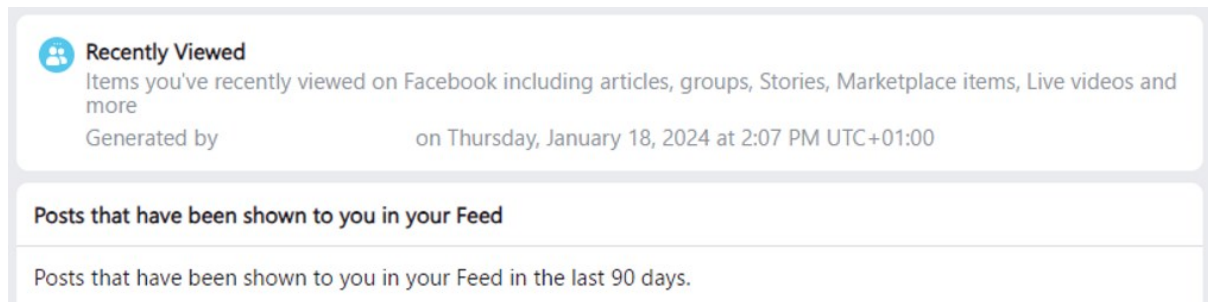 Recently Viewed
Items you've recently viewed on Facebook including articles, groups, Stories, Marketplace items, Live videos and
more
Generated by on Thursday, January 18, 2024 at 2:07 PM UTC+01:00
Posts that have been shown to you in your Feed
Posts that have been shown to you in your Feed in the last 90 days.